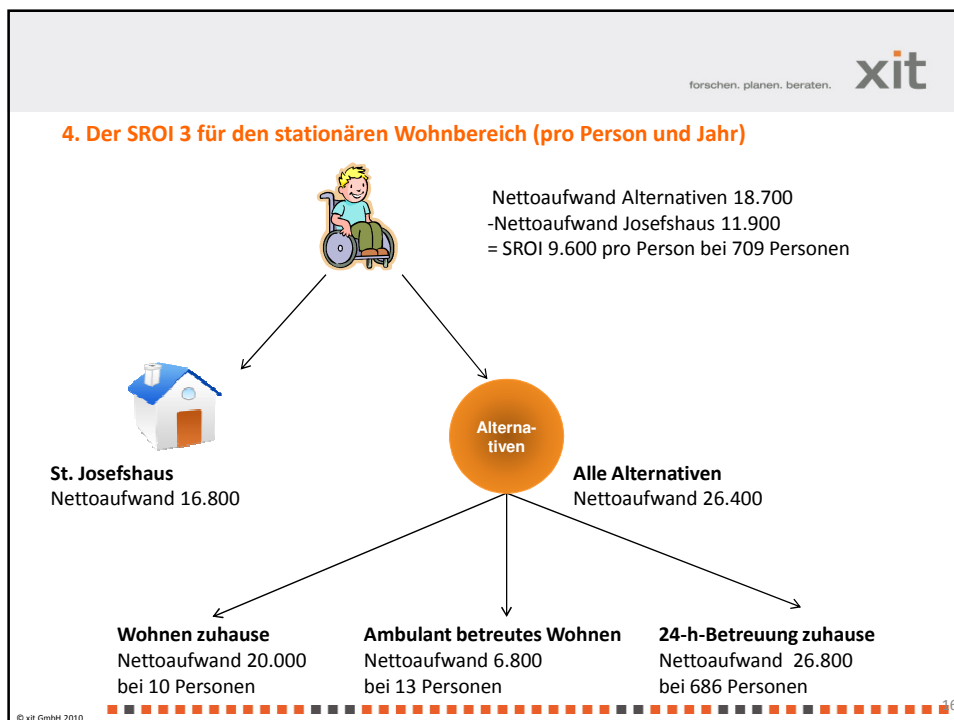 forschen. planen. beraten. xit
4. Der SROI 3 für den stationären Wohnbereich (pro Person und Jahr)
Nettoaufwand Alternativen 18.700
-Nettoaufwand Josefshaus 11.900
= SROI 9.600 pro Person bei 709 Personen
Alterna-
tiven
St. Josefshaus
Nettoaufwand 16.800
Alle Alternativen
Nettoaufwand 26.400
Wohnen zuhause
Nettoaufwand 20.000
bei 10 Personen
Ambulant betreutes Wohnen
Nettoaufwand 6.800
bei 13 Personen
24-h-Betreuung zuhause
Nettoaufwand 26.800
bei 686 Personen
© xit GmbH 2010
16